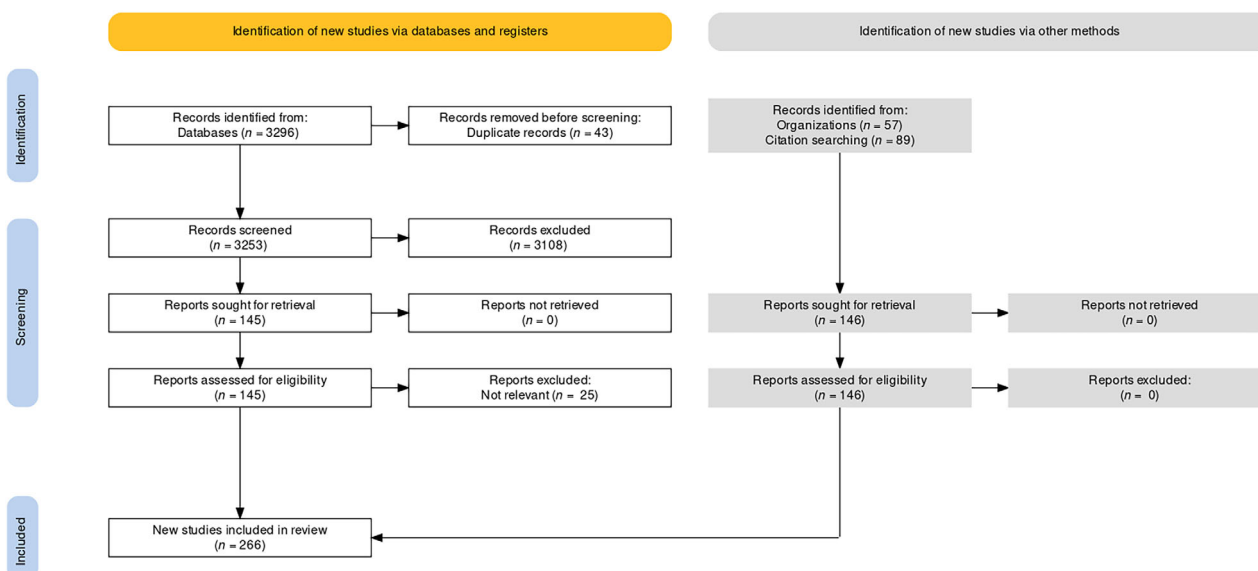 Identification of new studies via databases and registers
Identification of new studies via other methods
Identification
Records identified from:
Databases (n = 3296)
Records removed before screening:
Duplicate records (n = 43)
Records identified from:
Organizations (n = 57)
Citation searching (n = 89)
Screening
Records screened
(n = 3253)
Records excluded
(n = 3108)
Reports sought for retrieval
(n = 145)
Reports not retrieved
(n = 0)
Reports sought for retrieval
(n = 146)
Reports not retrieved
(n = 0)
Reports assessed for eligibility
(n = 145)
Reports excluded:
Not relevant (n = 25)
Reports assessed for eligibility
(n = 146)
Reports excluded:
(n = 0)
Included
New studies included in review
(n = 266)